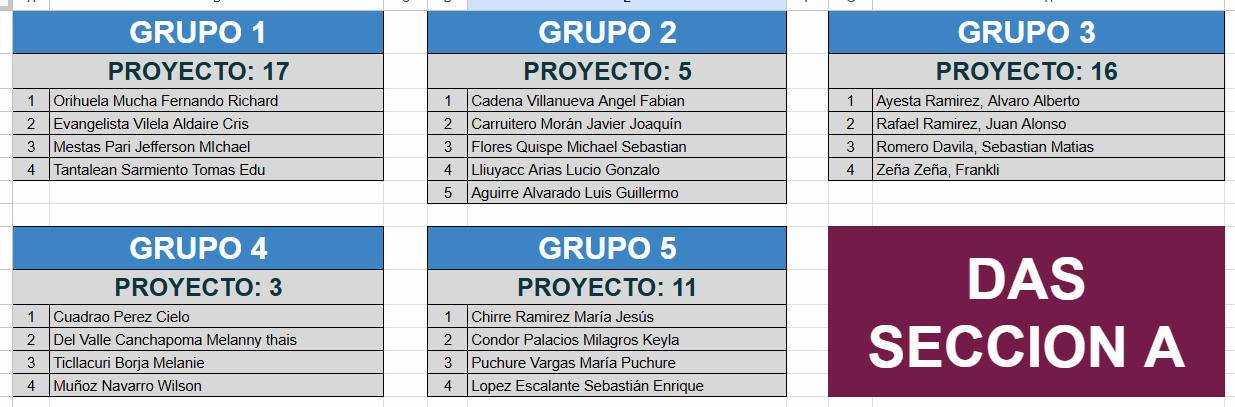 GRUPO 1
PROYECTO: 17
1 Orihuela Mucha Fernando Richard
2 Evangelista Vilela Aldaire Cris
3 Mestas Pari Jefferson MIchael
4 Tantalean Sarmiento Tomas Edu
GRUPO 2
PROYECTO: 5
1 Cadena Villanueva Angel Fabian
2 Carruitero Morán Javier Joaquín
3 Flores Quispe Michael Sebastian
4 Lliuyacc Arias Lucio Gonzalo
5 Aguirre Alvarado Luis Guillermo
GRUPO 3
PROYECTO: 16
1 Ayesta Ramirez, Alvaro Alberto
2 Rafael Ramirez, Juan Alonso
3 Romero Davila, Sebastian Matias
4 Zeña Zeña, Frankli
GRUPO 4
PROYECTO: 3
1 Cuadrao Perez Cielo
2 Del Valle Canchapoma Melanny thais
3 Ticllacuri Borja Melanie
4 Muñoz Navarro Wilson
GRUPO 5
PROYECTO: 11
1 Chirre Ramirez María Jesús
2 Condor Palacios Milagros Keyla
3 Puchure Vargas María Puchure
4 Lopez Escalante Sebastián Enrique
DAS
SECCION A